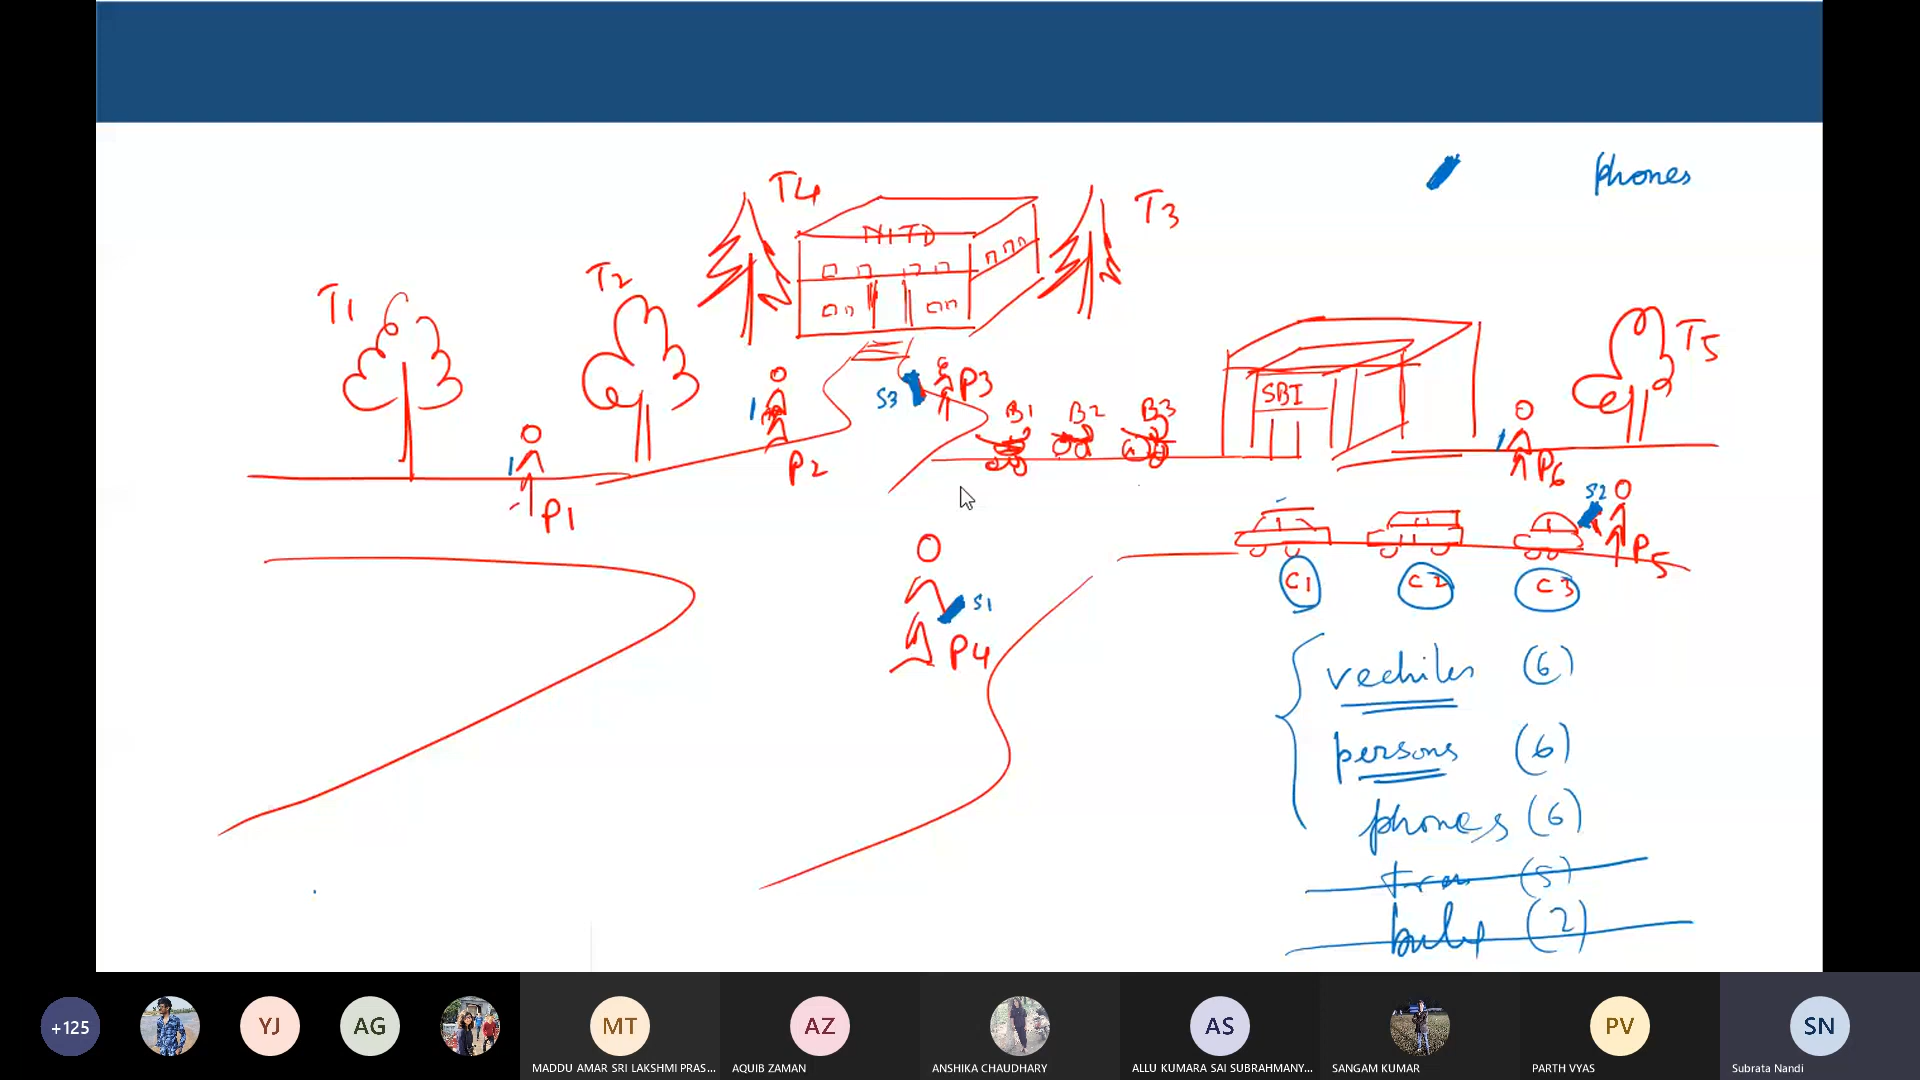 phones
T4
T3
NITD
T2
T1
T5
S3
P3
B1 B2 B3
SBI
P2
P6
S2
P1
P5
C1 C2 C3
S1
P4
vechiles (6)
persons (6)
phones (6)
(5)
(2)
+125
YJ
AG
MT
AZ
AS
PV
SN
MADDU AMAR SRI LAKSHMI PRAS...
AQUIB ZAMAN
ANSHIKA CHAUDHARY
ALLU KUMARA SAI SUBRAHMANY...
SANGAM KUMAR
PARTH VYAS
Subrata Nandi